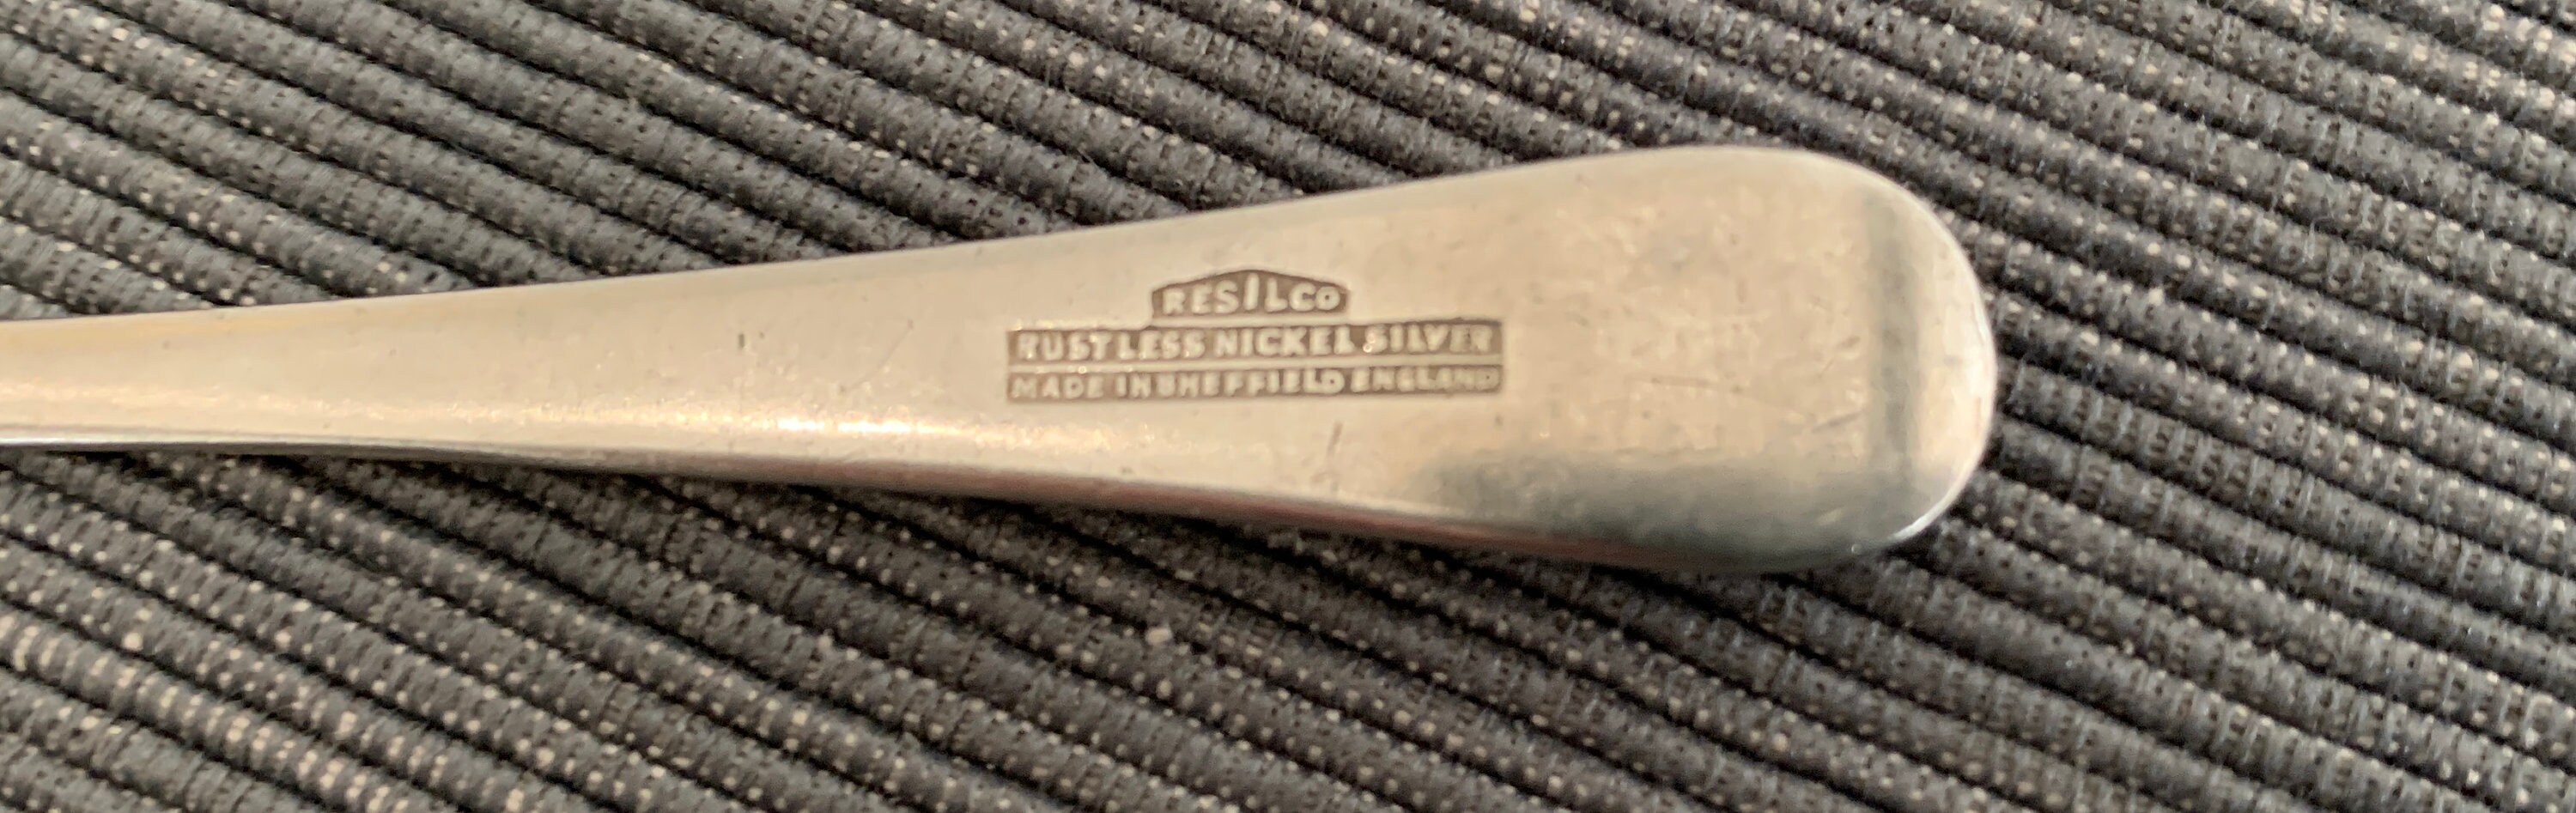 RESILCO
RUSTLESS NICKEL SILVER
MADE IN SHEFFIELD ENGLAND